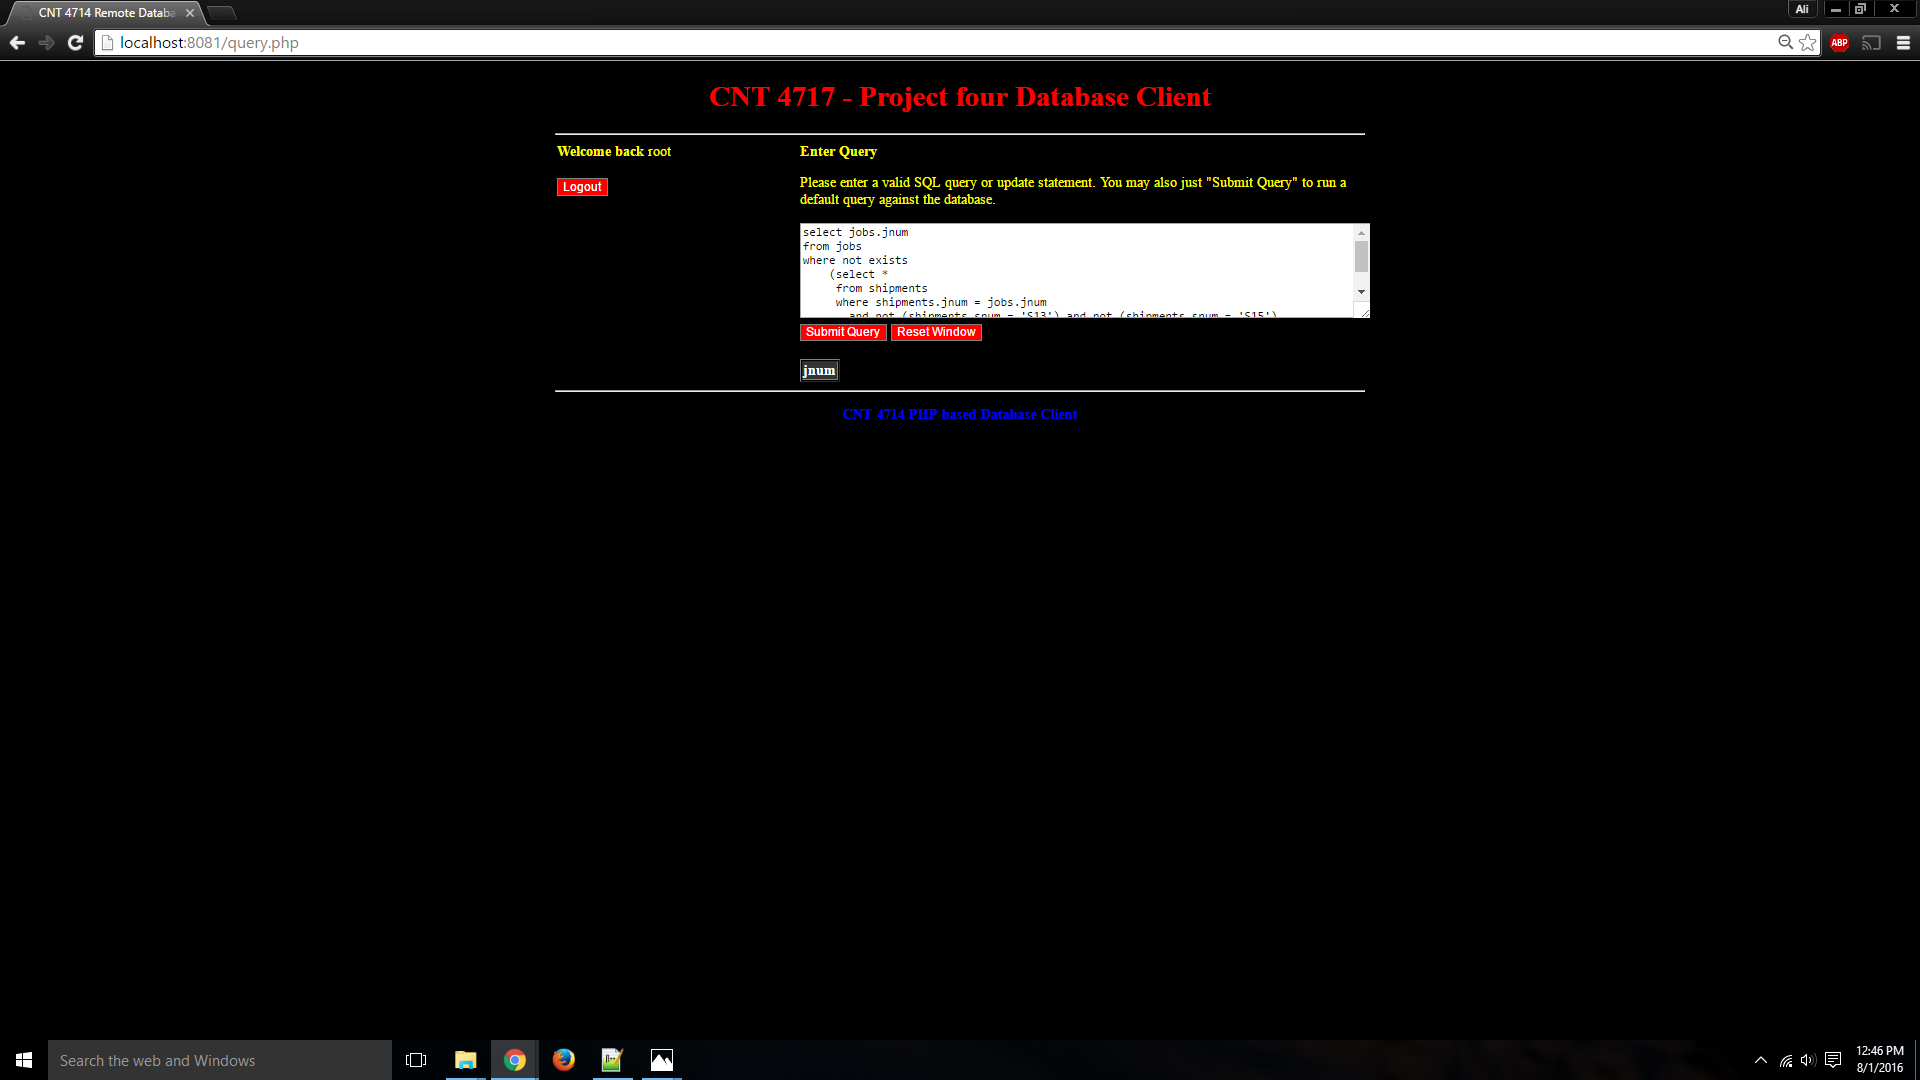 CNT 4714 Remote Databa
Ali
localhost:8081/query.php
ABP
CNT 4717 - Project four Database Client
Welcome back root
Logout
Enter Query
Please enter a valid SQL query or update statement. You may also just "Submit Query" to run a
default query against the database.
select jobs.jnum
from jobs
where not exists
(select *
from shipments
where shipments.jnum = jobs.jnum
and not (shipments.snum = 'S13') and not (shipments.snum = 'S15')
Submit Query Reset Window
jnum
CNT 4714 PHP based Database Client
Search the web and Windows
12:46 PM
8/1/2016